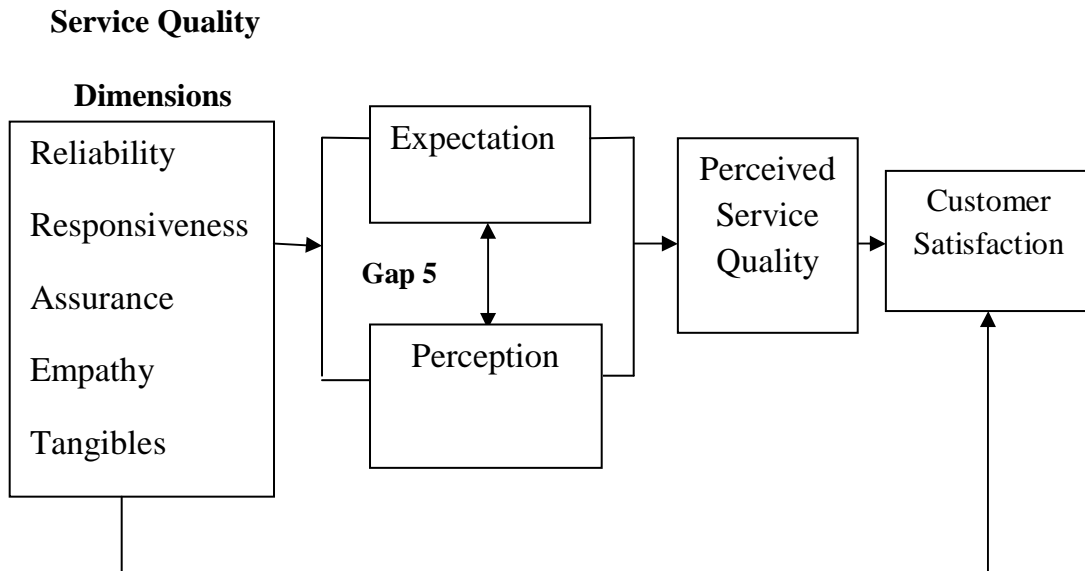 Service Quality
Dimensions
Reliability
Responsiveness
Assurance
Empathy
Tangibles
Expectation
Gap 5
Perception
Perceived
Service
Quality
Customer
Satisfaction